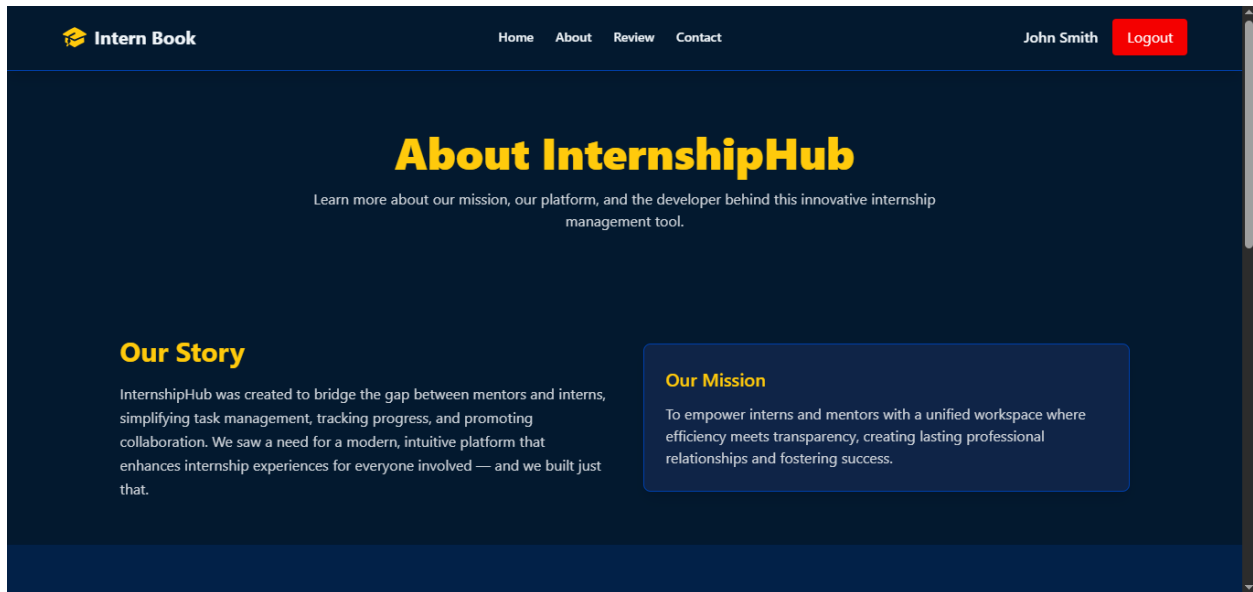 Intern Book
Home About Review Contact
John Smith Logout
About InternshipHub
Learn more about our mission, our platform, and the developer behind this innovative internship
management tool.
Our Story
InternshipHub was created to bridge the gap between mentors and interns,
simplifying task management, tracking progress, and promoting
collaboration. We saw a need for a modern, intuitive platform that
enhances internship experiences for everyone involved — and we built just
that.
Our Mission
To empower interns and mentors with a unified workspace where
efficiency meets transparency, creating lasting professional
relationships and fostering success.